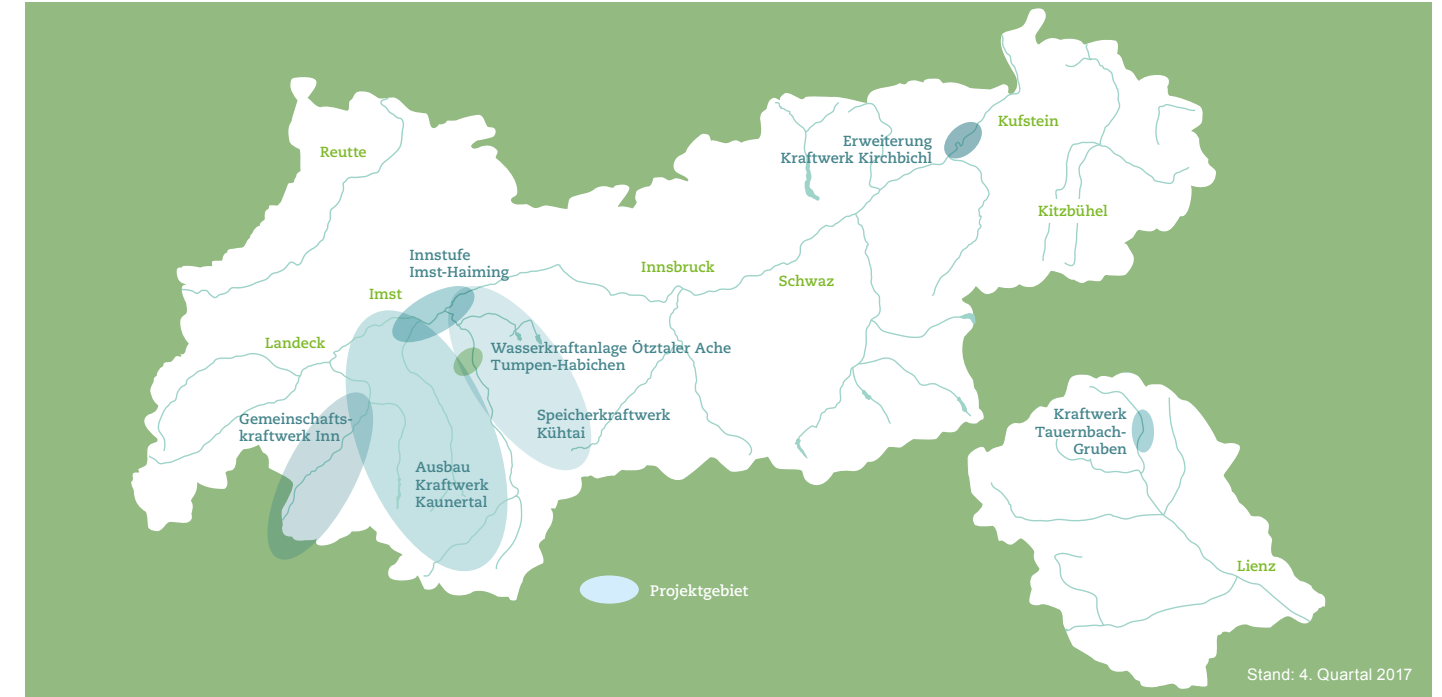 Kufstein
Erweiterung
Kraftwerk Kirchbichl
Reutte
Kitzbühel
Innstufe
Imst-Haiming
Innsbruck
Schwaz
Imst
Landeck
Wasserkraftanlage Ötztaler Ache
Tumpen-Habichen
Gemeinschafts-
kraftwerk Inn
Speicherkraftwerk
Kühtai
Kraftwerk
Tauernbach-
Gruben
Ausbau
Kraftwerk
Kaunertal
Lienz
Projektgebiet
Stand: 4. Quartal 2017